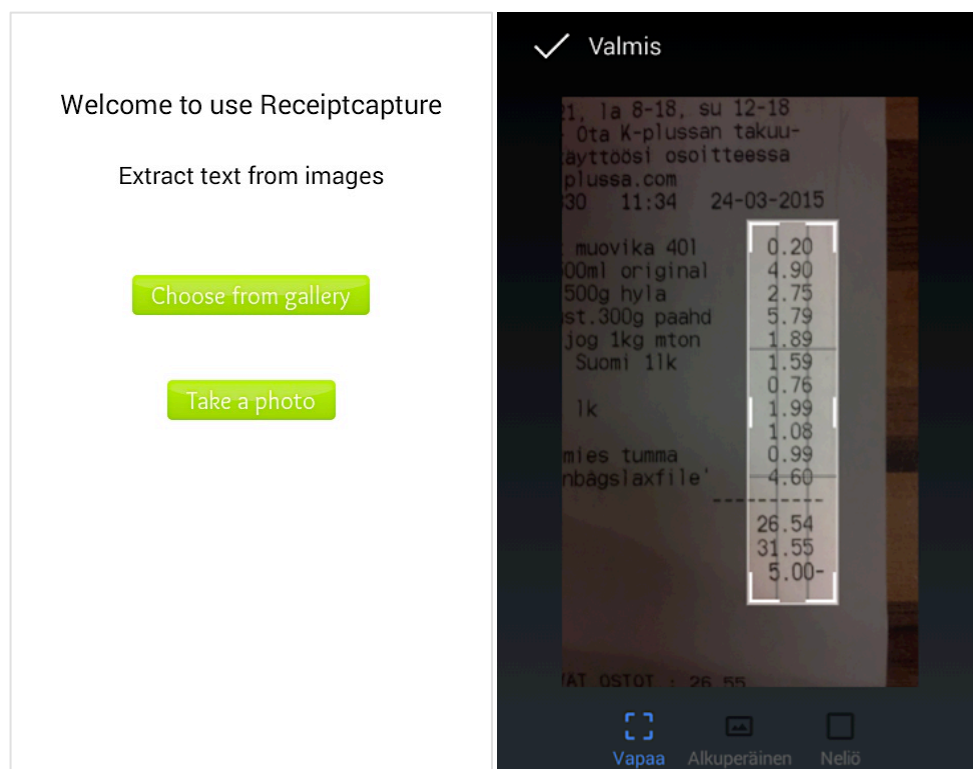 Welcome to use Receiptcapture
Extract text from images
Choose from gallery
Take a photo
Valmis
21, la 8-18, su 12-18
Ota K-plussan takuu-
äyttöösi osoitteessa
plussa.com
330 11:34 24-03-2015
muovika 40l 0.20
00ml original 4.90
500g hyla 2.75
st.300g paahd 5.79
jog 1kg mton 1.89
Suomi 1lk 1.59
0.76
lk 1.99
1.08
mies tumma 0.99
nbågslaxfile' 4.60
26.54
31.55
5.00-
AT OSTOT : 26.55
Vapaa Alkuperäinen Neliö